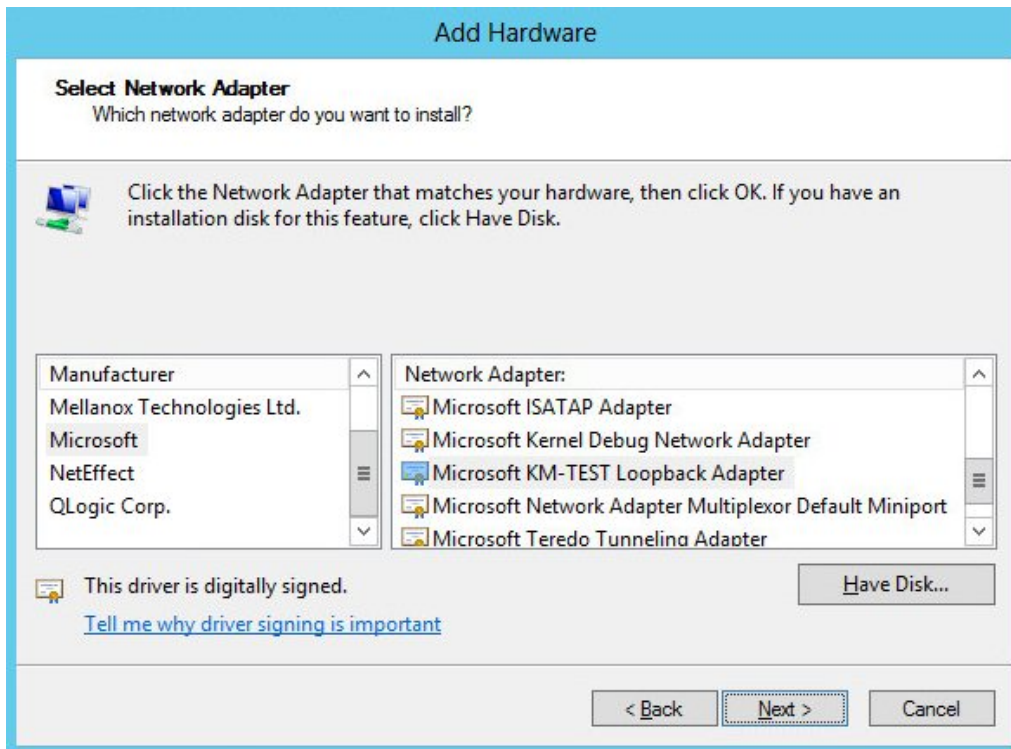 Add Hardware
Select Network Adapter
Which network adapter do you want to install?
Click the Network Adapter that matches your hardware, then click OK. If you have an
installation disk for this feature, click Have Disk.
Manufacturer
Mellanox Technologies Ltd.
Microsoft
NetEffect
QLogic Corp.
Network Adapter:
Microsoft ISATAP Adapter
Microsoft Kernel Debug Network Adapter
Microsoft KM-TEST Loopback Adapter
Microsoft Network Adapter Multiplexor Default Miniport
Microsoft Teredo Tunneling Adapter
This driver is digitally signed.
Have Disk...
Tell me why driver signing is important
< Back
Next >
Cancel